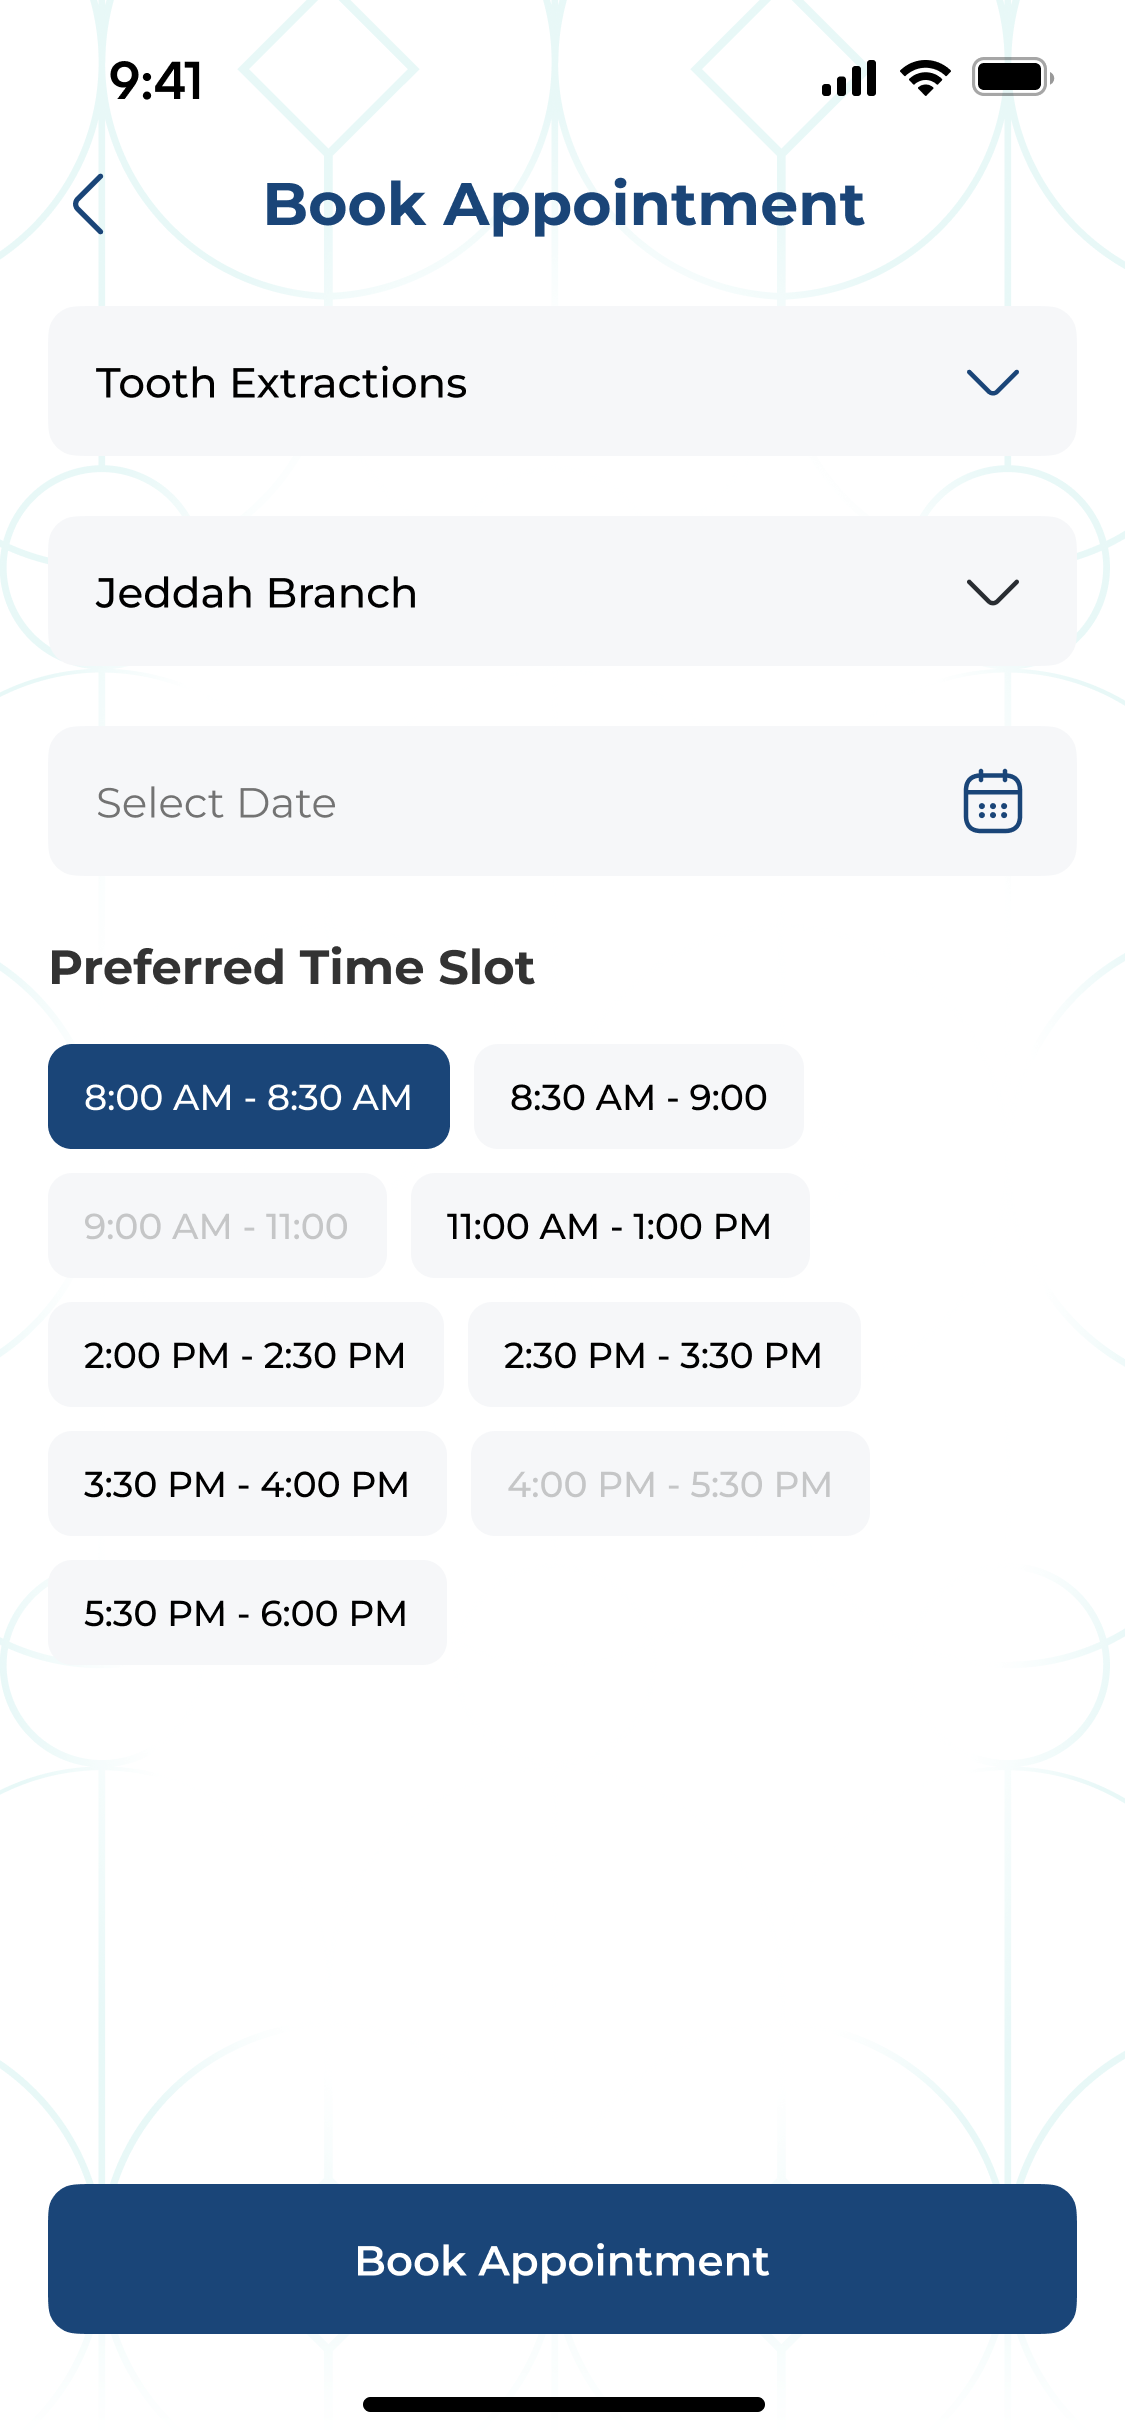 9:41
Book Appointment
Tooth Extractions
Jeddah Branch
Select Date
Preferred Time Slot
8:00 AM - 8:30 AM
8:30 AM - 9:00
9:00 AM - 11:00
11:00 AM - 1:00 PM
2:00 PM - 2:30 PM
2:30 PM - 3:30 PM
3:30 PM - 4:00 PM
4:00 PM - 5:30 PM
5:30 PM - 6:00 PM
Book Appointment